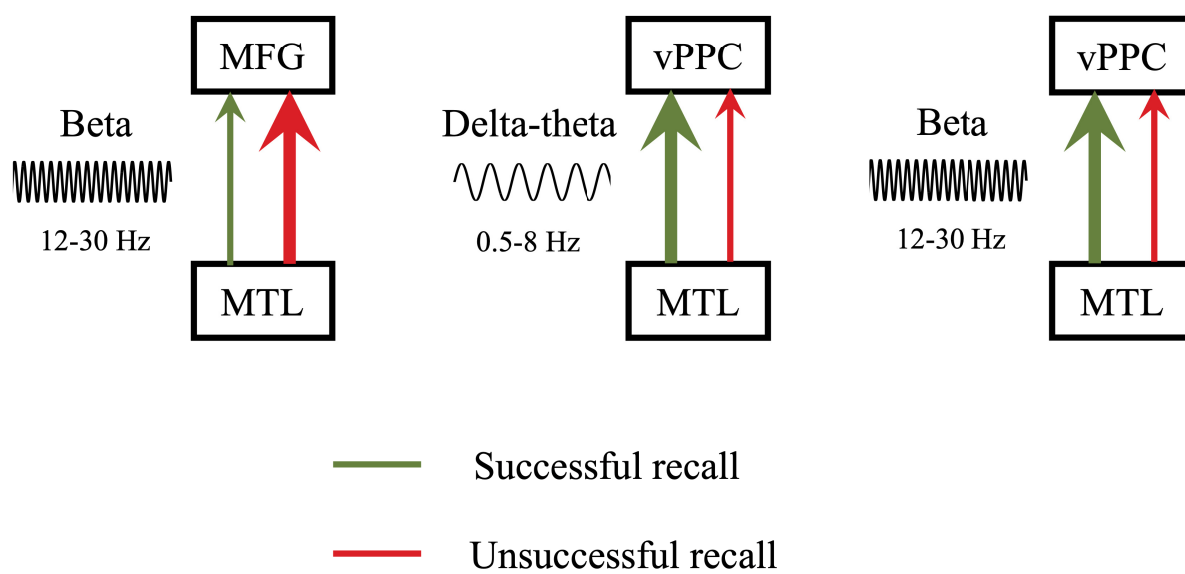 MFG
Beta
12-30 Hz
MTL
vPPC
Delta-theta
0.5-8 Hz
MTL
vPPC
Beta
12-30 Hz
MTL
Successful recall
Unsuccessful recall